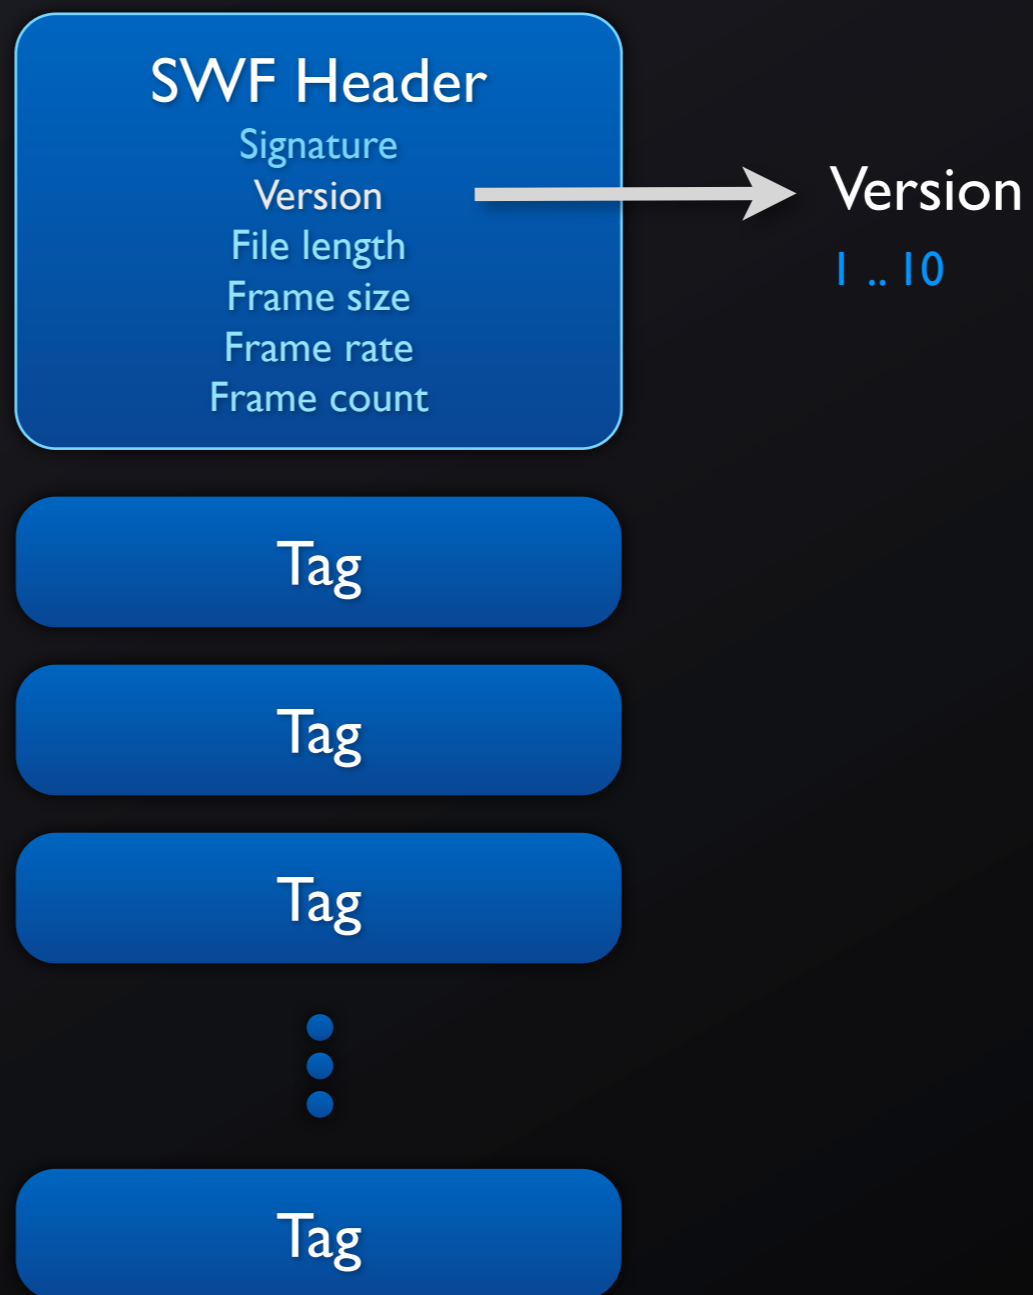 SWF Header
Signature
Version
File length
Frame size
Frame rate
Frame count
Version
1 .. 10
Tag
Tag
Tag
Tag